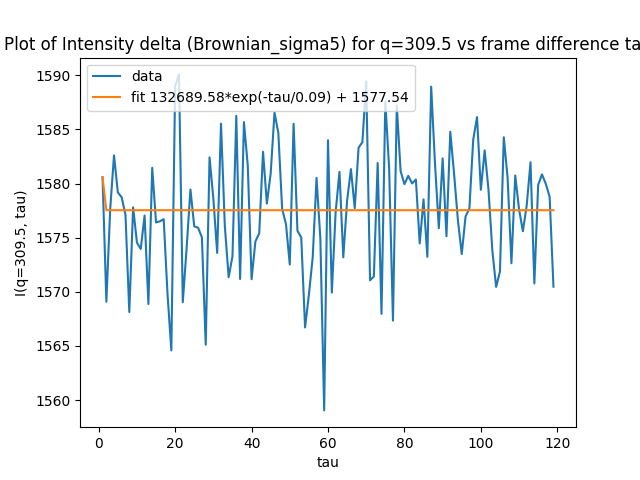 Plot of Intensity delta (Brownian_sigma5) for q=309.5 vs frame difference ta
data
fit 132689.58*exp(-tau/0.09) + 1577.54
I(q=309.5, tau)
1590
1585
1580
1575
1570
1565
1560
0 20 40 60 80 100 120
tau